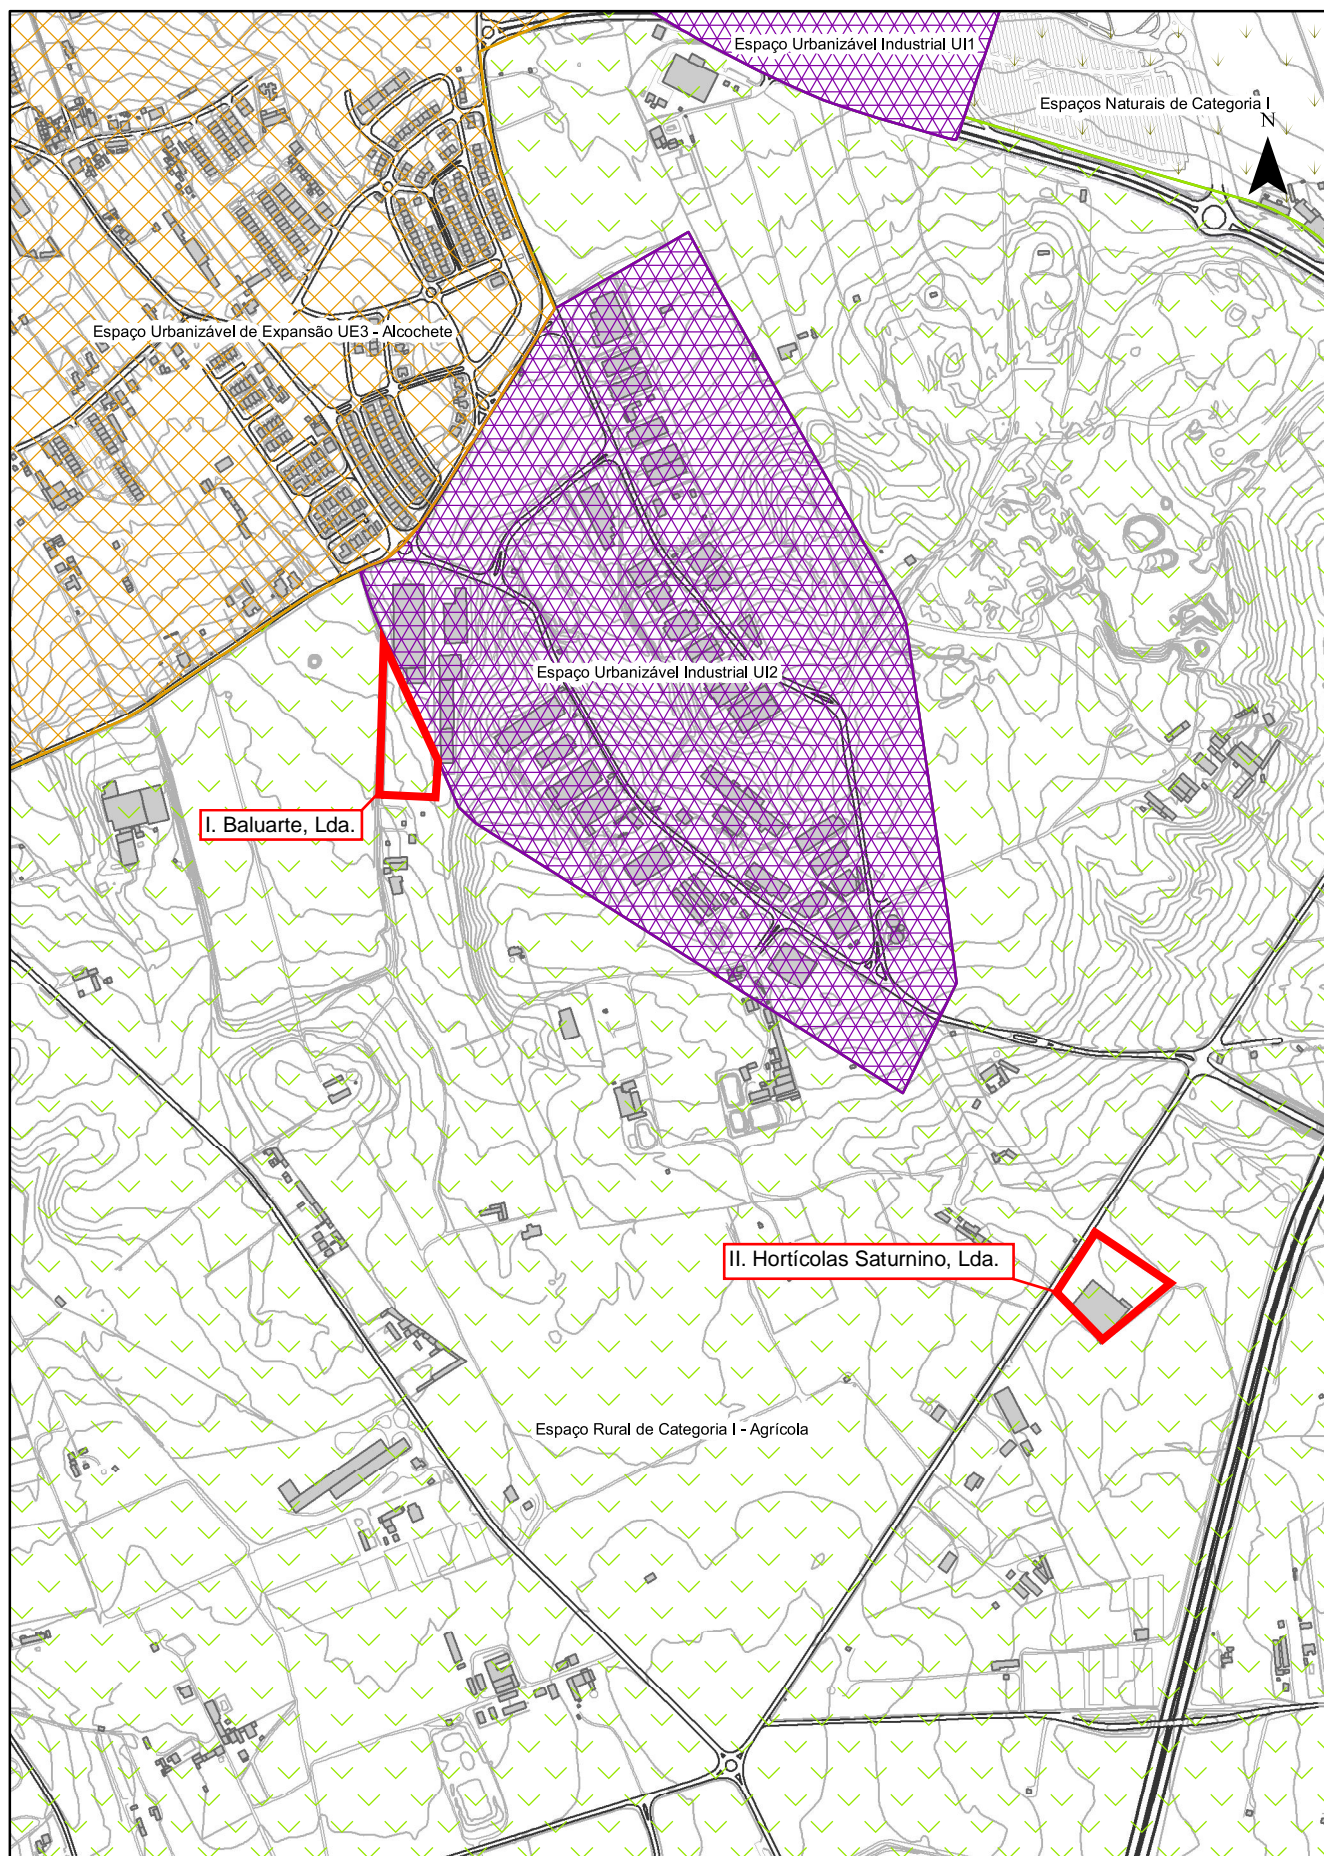 Espaço Urbanizável Industrial UI1
Espaços Naturais de Categoria I
N
Espaço Urbanizável de Expansão UE3 - Alcochete
Espaço Urbanizável Industrial UI2
I. Baluarte, Lda.
II. Hortícolas Saturnino, Lda.
Espaço Rural de Categoria I - Agrícola